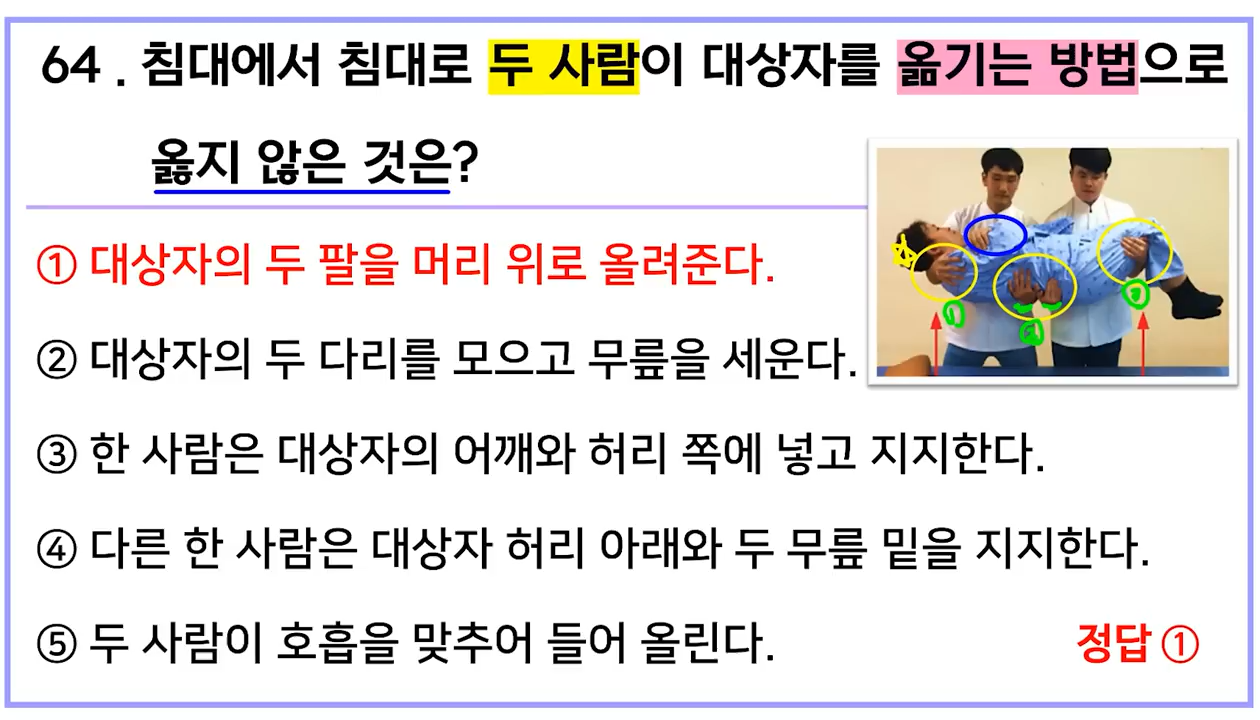 64 . 침대에서 침대로 두 사람이 대상자를 옮기는 방법으로
옳지 않은 것은?
① 대상자의 두 팔을 머리 위로 올려준다.
② 대상자의 두 다리를 모으고 무릎을 세운다.
③ 한 사람은 대상자의 어깨와 허리 쪽에 넣고 지지한다.
④ 다른 한 사람은 대상자 허리 아래와 두 무릎 밑을 지지한다.
⑤ 두 사람이 호흡을 맞추어 들어 올린다.
정답 ①